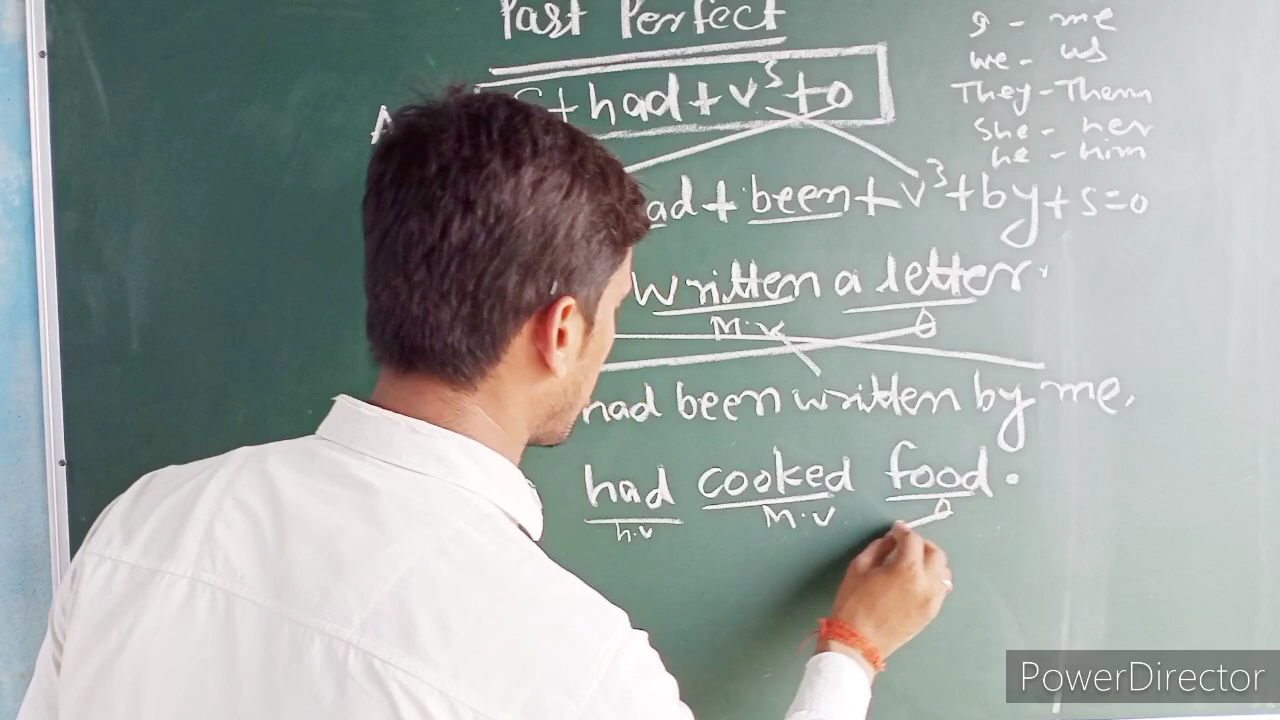 Past Perfect
S+had+v³+o
I - me
we - us
They-Them
She - her
he - him
ad+been+v³+by+s=o
written a letter.
M.v O
had been written by me.
had cooked food.
h.v M.v O
PowerDirector